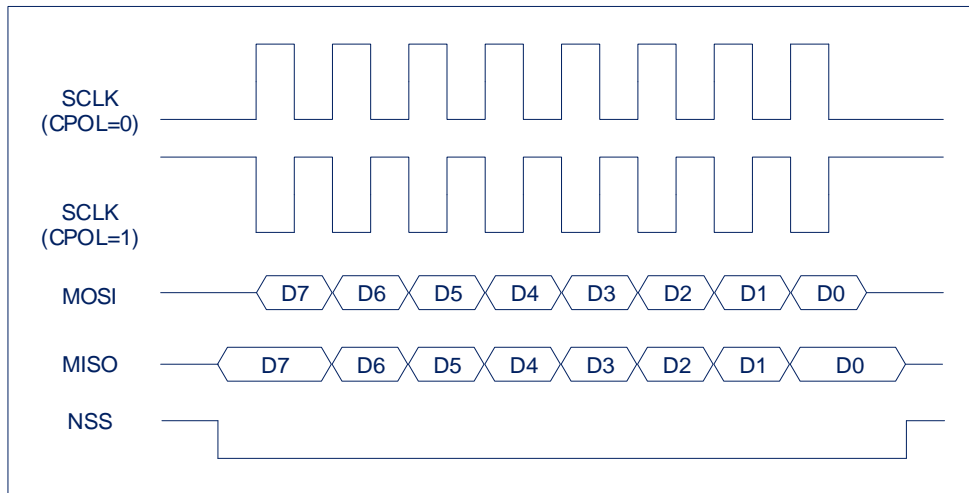 SCLK
(CPOL=0)
SCLK
(CPOL=1)
MOSI D7 D6 D5 D4 D3 D2 D1 D0
MISO D7 D6 D5 D4 D3 D2 D1 D0
NSS